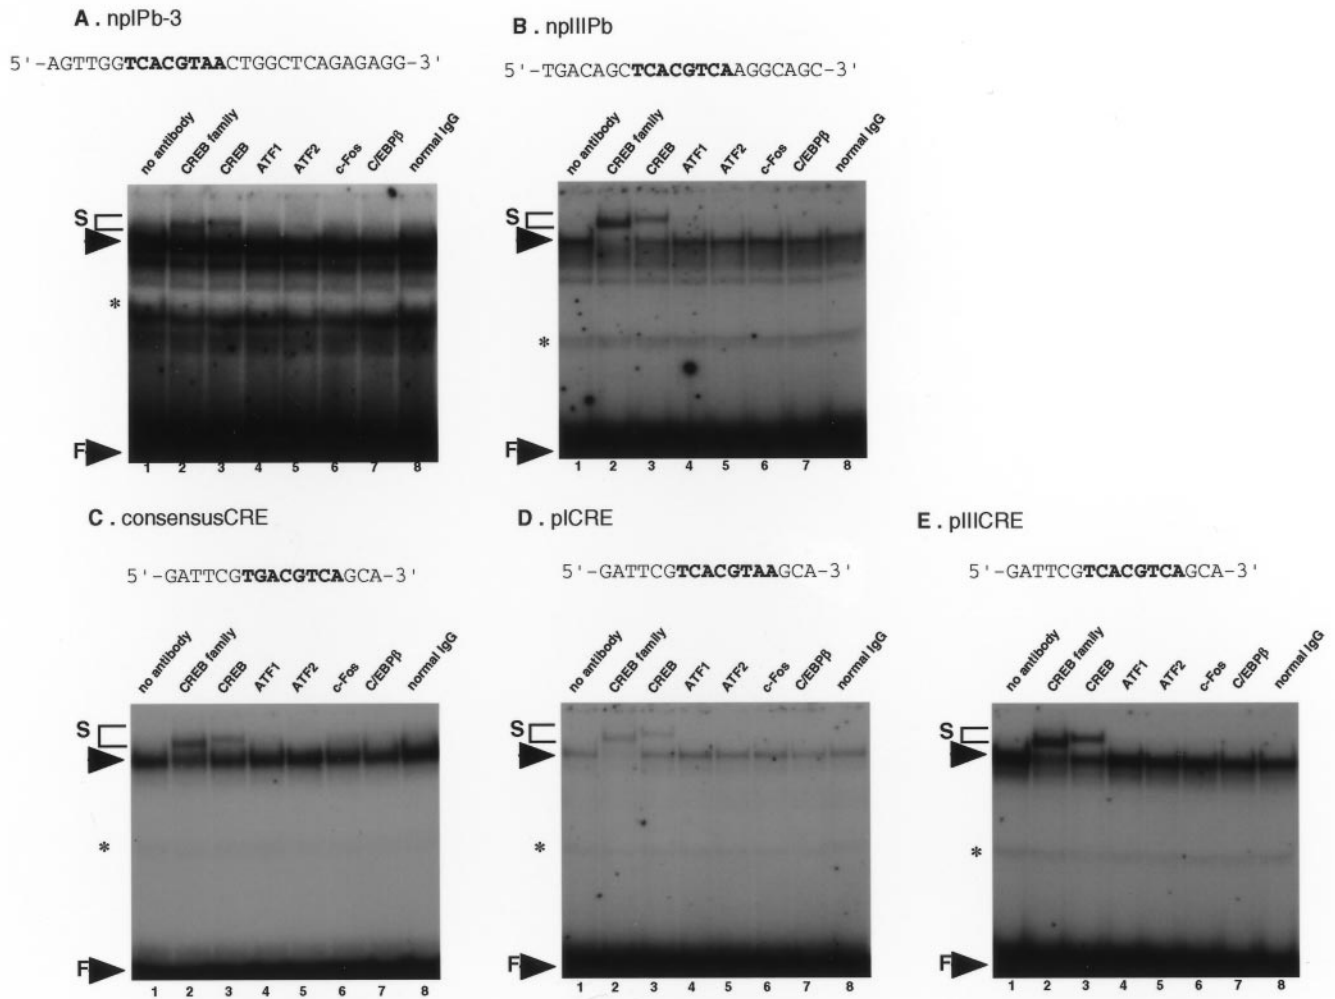 A . npIPb-3
5'-AGTTGGTCACGTAACTGGCTCAGAGAGG-3'
no antibody
CREB family
CREB
ATF1
ATF2
c-Fos
C/EBPβ
normal IgG
S
*
F
1 2 3 4 5 6 7 8
B . npIIIPb
5'-TGACAGCTCACGTCAAGGCAGC-3'
no antibody
CREB family
CREB
ATF1
ATF2
c-Fos
C/EBPβ
normal IgG
S
*
F
1 2 3 4 5 6 7 8
C . consensusCRE
5'-GATTCGTGACGTCAGCA-3'
no antibody
CREB family
CREB
ATF1
ATF2
c-Fos
C/EBPβ
normal IgG
S
*
F
1 2 3 4 5 6 7 8
D . pICRE
5'-GATTCGTCACGTAAGCA-3'
no antibody
CREB family
CREB
ATF1
ATF2
c-Fos
C/EBPβ
normal IgG
S
*
F
1 2 3 4 5 6 7 8
E . pIIICRE
5'-GATTCGTCACGTCAGCA-3'
no antibody
CREB family
CREB
ATF1
ATF2
c-Fos
C/EBPβ
normal IgG
S
*
F
1 2 3 4 5 6 7 8